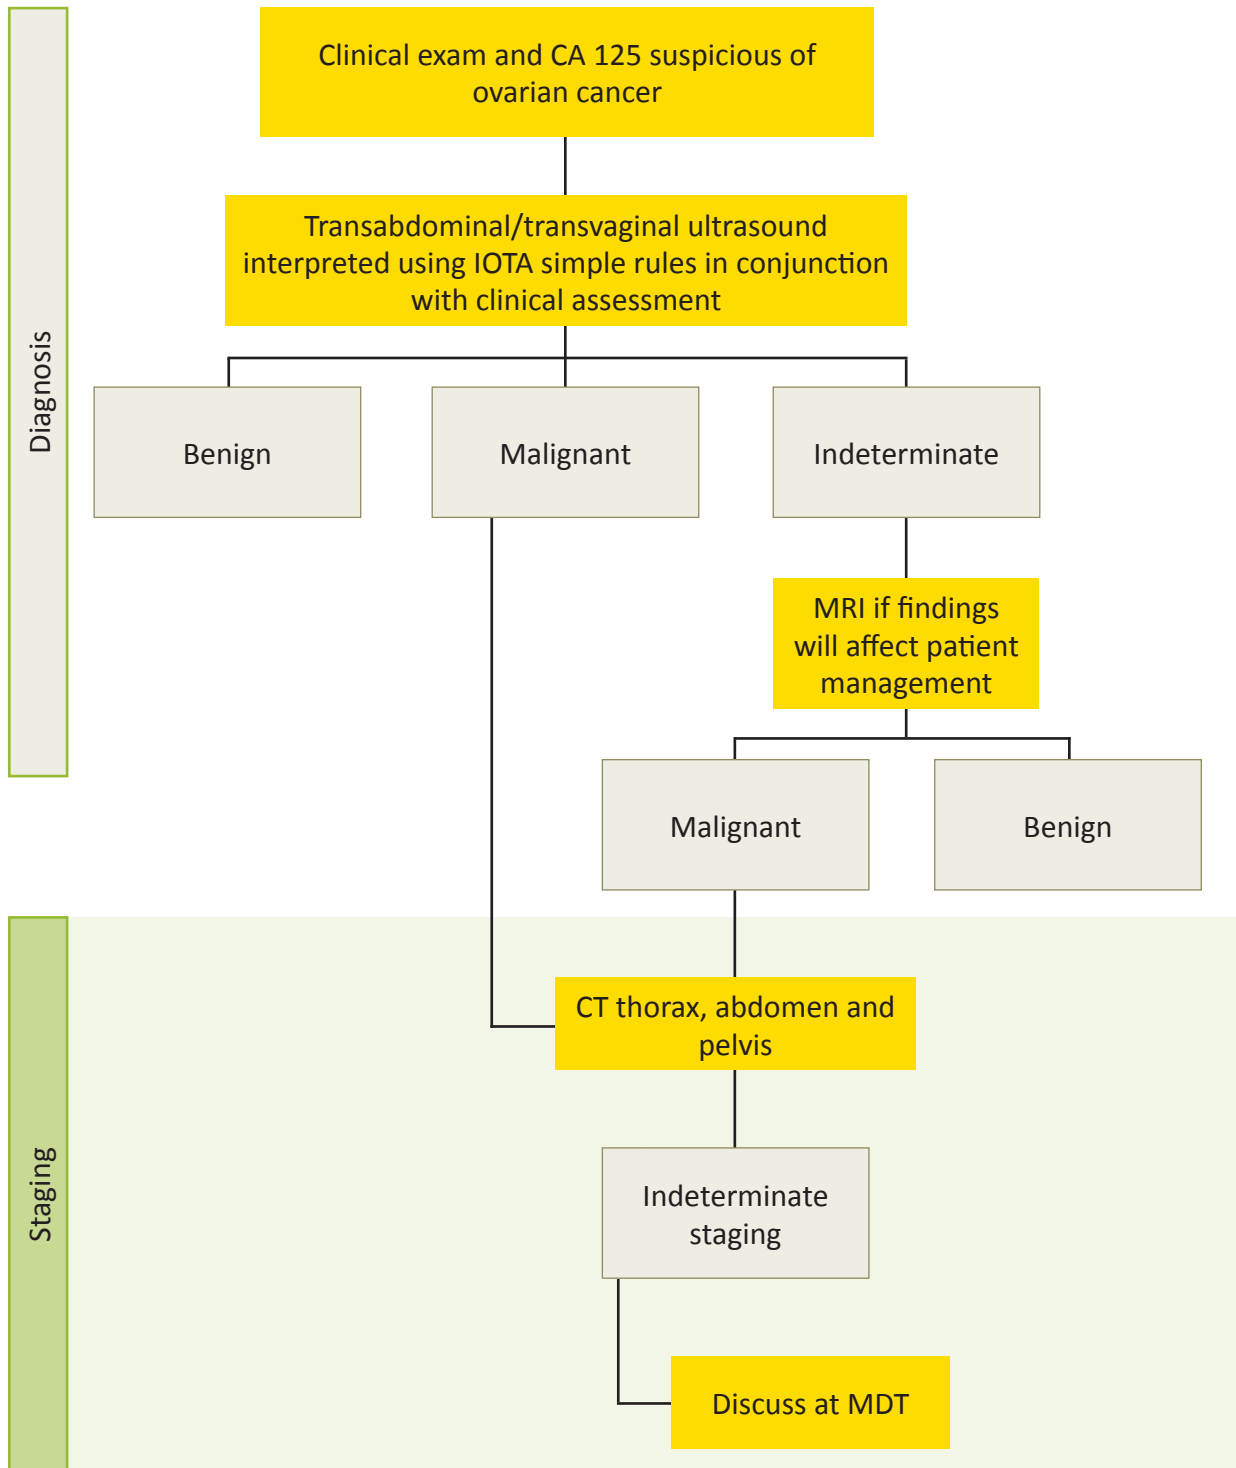 Diagnosis
Clinical exam and CA 125 suspicious of
ovarian cancer
Transabdominal/transvaginal ultrasound
interpreted using IOTA simple rules in conjunction
with clinical assessment
Benign
Malignant
Indeterminate
MRI if findings
will affect patient
management
Malignant
Benign
Staging
CT thorax, abdomen and
pelvis
Indeterminate
staging
Discuss at MDT